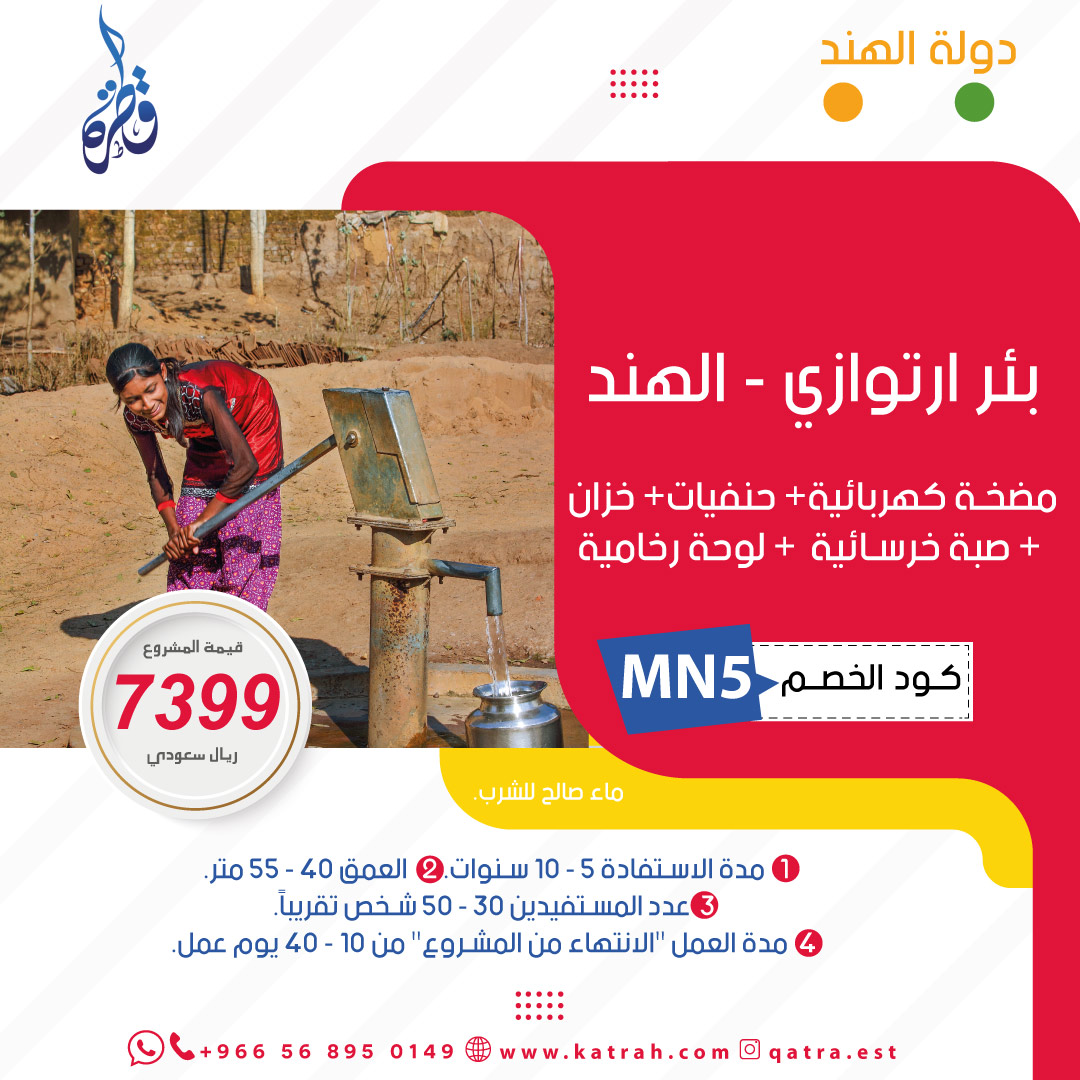 قطرة
دولة الهند
بئر ارتوازي - الهند
مضخة كهربائية+ حنفيات+ خزان
+ صبة خرسائية + لوحة رخامية
كود الخصم MN5
قيمة المشروع
7399
ريال سعودي
ماء صالح للشرب.
1 مدة الاستفادة 5 - 10 سنوات. 2 العمق 40 - 55 متر.
3 عدد المستفيدين 30 - 50 شخص تقريباً.
4 مدة العمل "الانتهاء من المشروع" من 10 - 40 يوم عمل.
+966 56 895 0149 www.katrah.com qatra.est